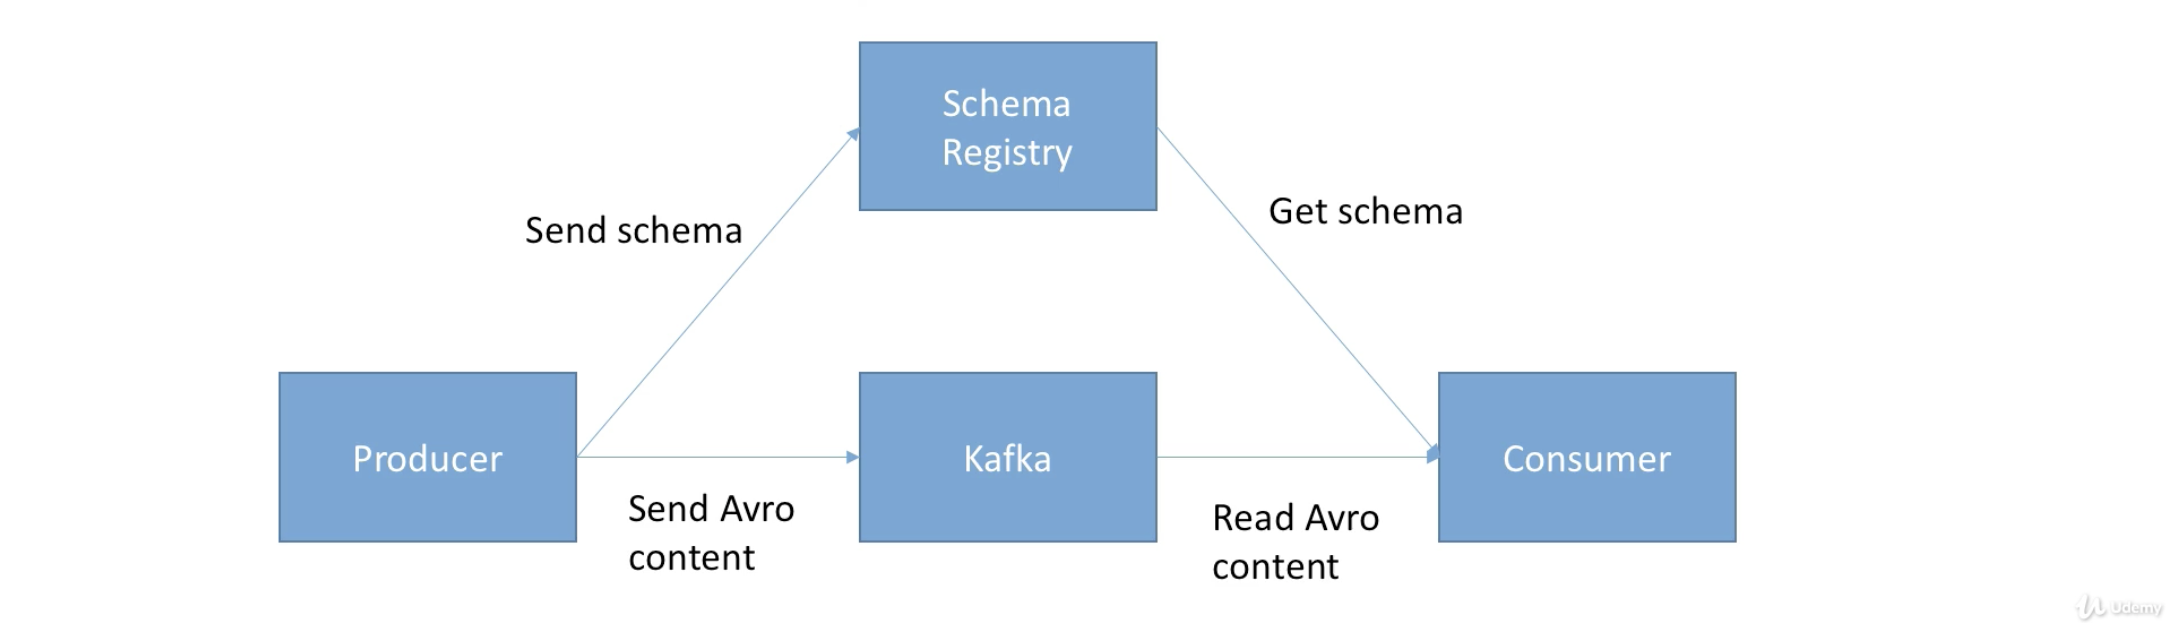 Schema
Registry
Send schema
Get schema
Producer
Kafka
Consumer
Send Avro
content
Read Avro
content
Udemy